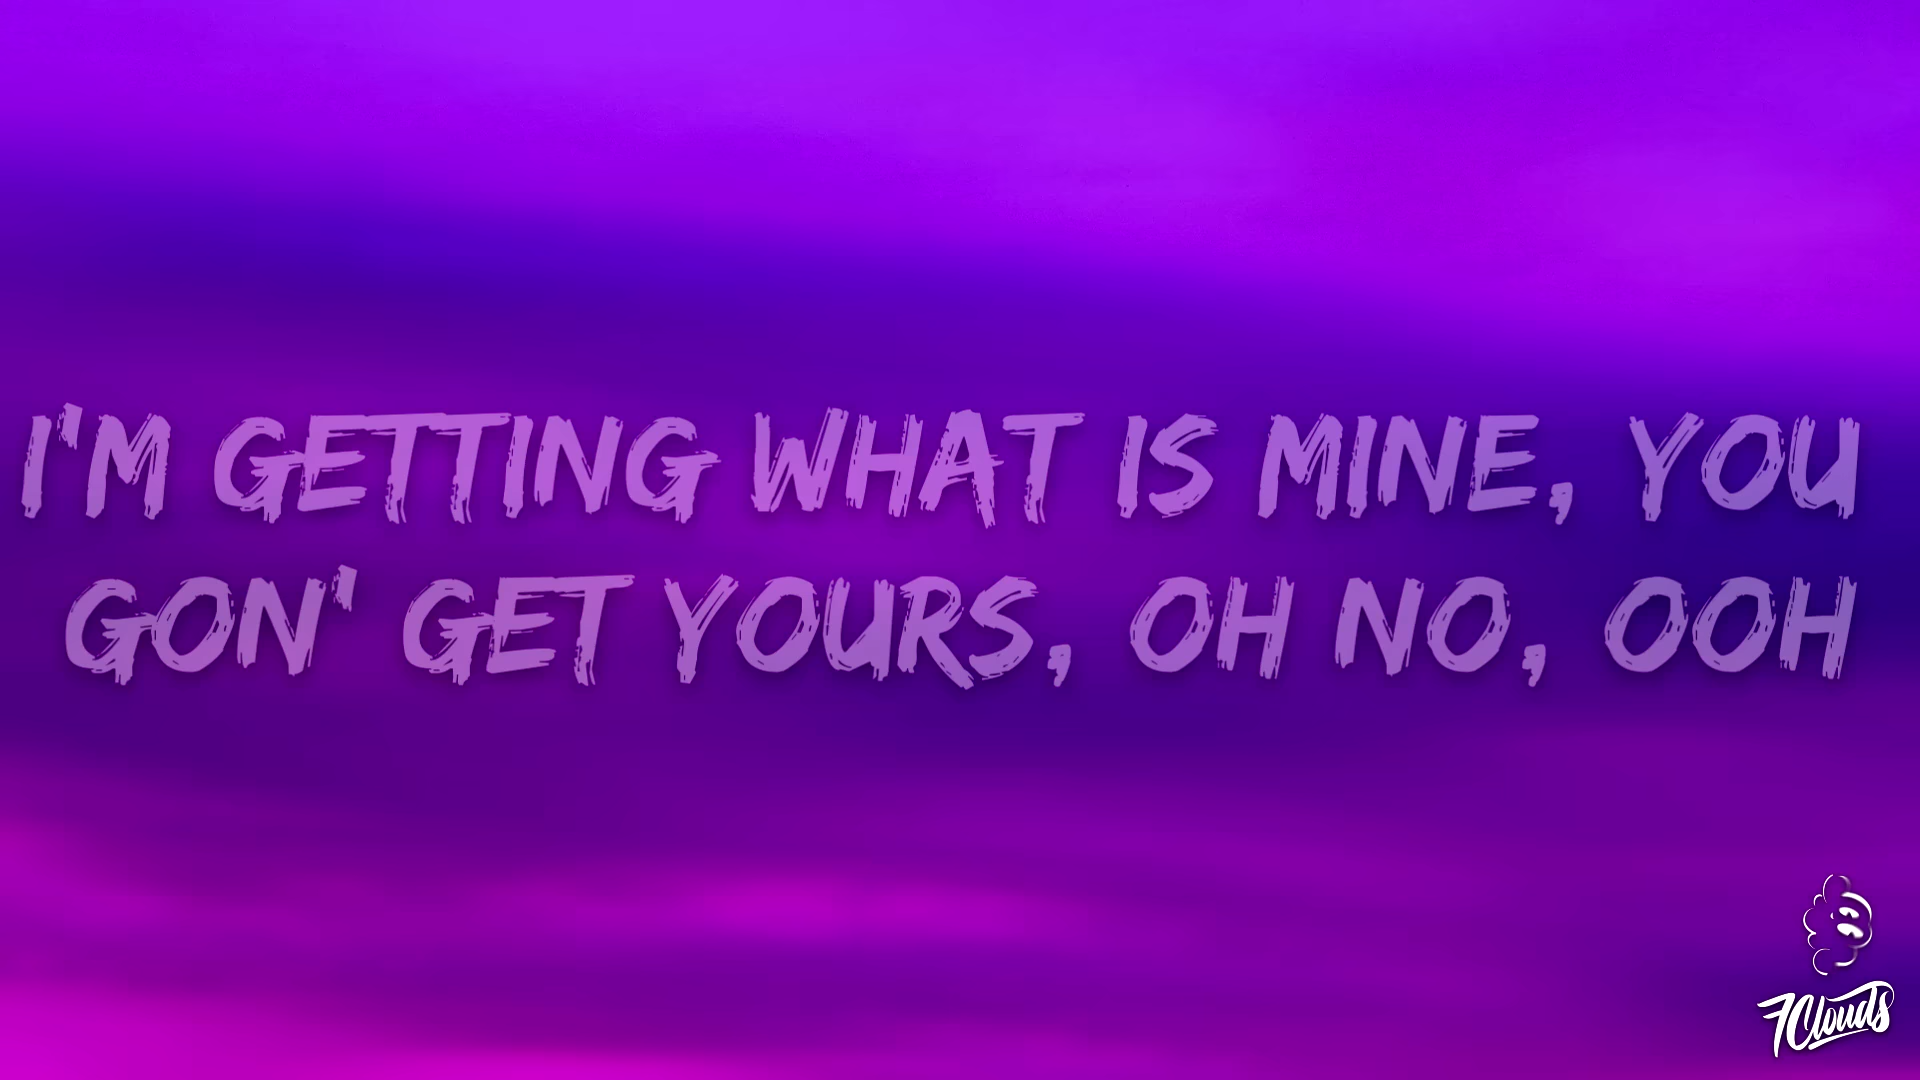 I'M GETTING WHAT IS MINE, YOU
GON' GET YOURS, OH NO, OOH
7Clouds